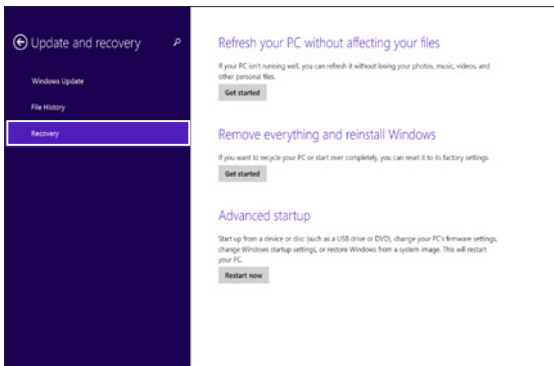 Update and recovery
Windows Update
File History
Recovery
Refresh your PC without affecting your files
If your PC isn't running well, you can refresh it without losing your photos, music, videos, and
other personal files.
Get started
Remove everything and reinstall Windows
If you want to recycle your PC or start over completely, you can reset it to its factory settings.
Get started
Advanced startup
Start up from a device or disc (such as a USB drive or DVD), change your PC's firmware settings,
change Windows startup settings, or restore Windows from a system image. This will restart
your PC.
Restart now